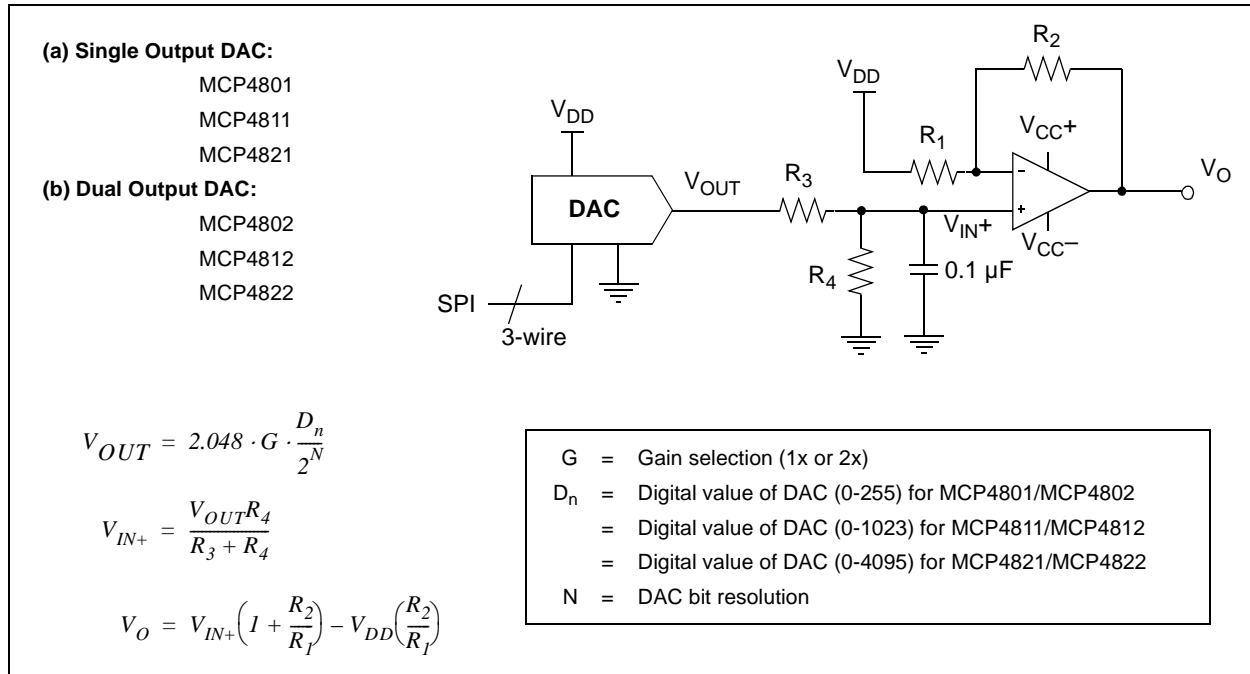 (a) Single Output DAC:
MCP4801
MCP4811
MCP4821
(b) Dual Output DAC:
MCP4802
MCP4812
MCP4822
V_DD
DAC
SPI
3-wire
V_OUT
R_3
R_4
V_IN+
0.1 µF
V_DD
R_1
R_2
V_CC+
V_CC–
V_O
V_OUT = 2.048 · G · D_n / 2^N
V_IN+ = V_OUT R_4 / (R_3 + R_4)
V_O = V_IN+ (1 + R_2 / R_1) – V_DD (R_2 / R_1)
G = Gain selection (1x or 2x)
D_n = Digital value of DAC (0-255) for MCP4801/MCP4802
= Digital value of DAC (0-1023) for MCP4811/MCP4812
= Digital value of DAC (0-4095) for MCP4821/MCP4822
N = DAC bit resolution